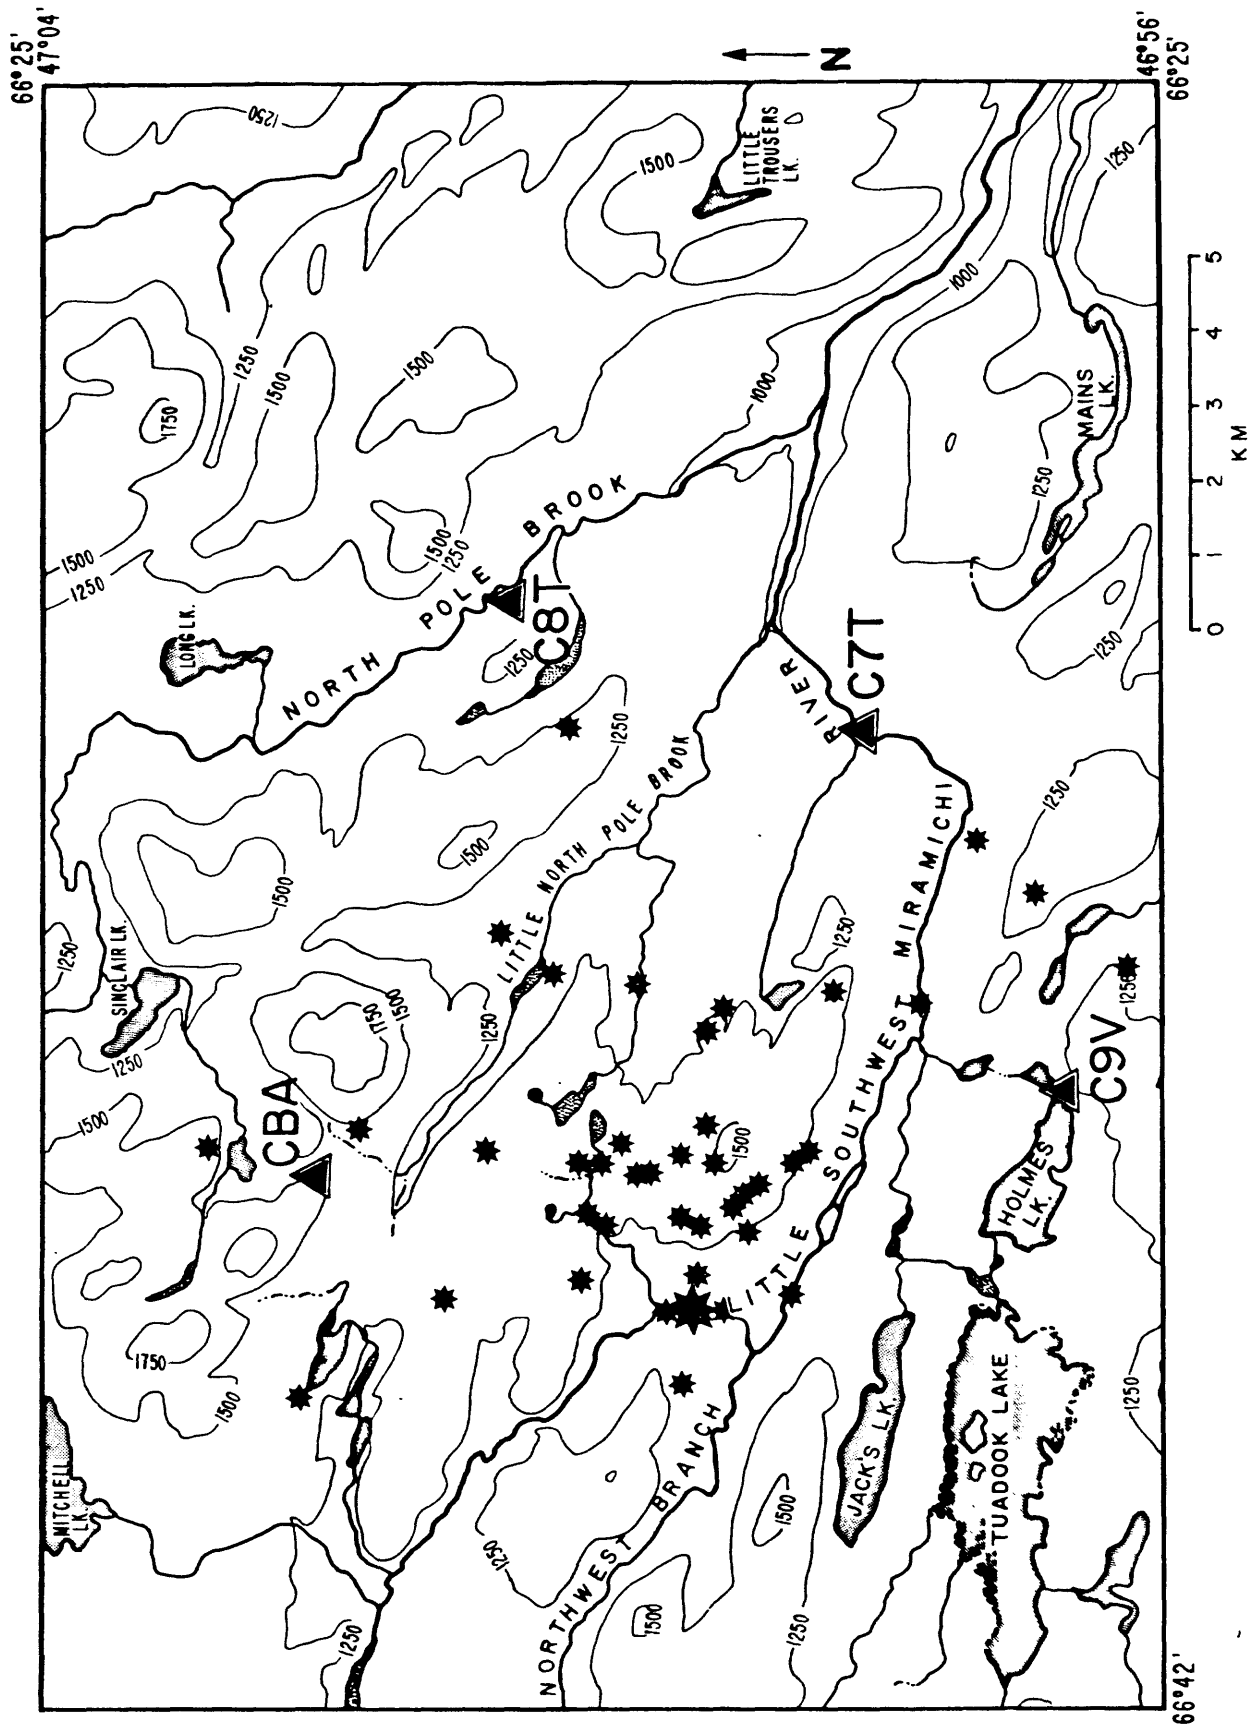 66°25'
47°04'
46°56'
66°25'
66°42'
N
1250
1500
LITTLE
TROUSERS
LK.
1250
1000
1750
1250
1500
1500
1000
MAINS
LK.
1250
1500
1250
1500
1250
LONG LK.
NORTH POLE BROOK
C8T
1250
1250
1250
RIVER
C7T
1500
1500
1250
SINCLAIR LK.
1250
LITTLE NORTH POLE BROOK
1250
1250
1750
1500
1250
1250
C9V
1500
CBA
1500
LITTLE SOUTHWEST MIRAMICHI
HOLMES
LK.
1750
1500
JACK'S LK.
TUADOOK LAKE
1250
MITCHELL
LK.
1250
NORTHWEST BRANCH
1500
1500
1250
1250
0 1 2 3 4 5
KM